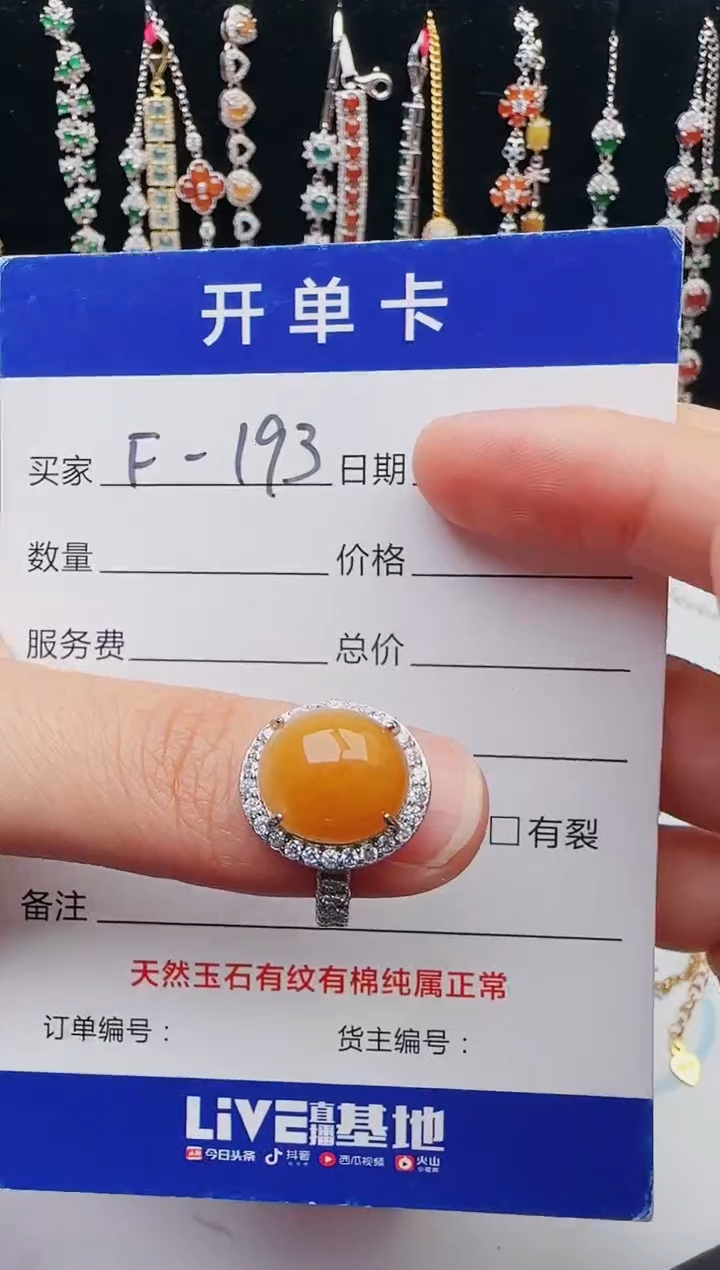 开单卡
买家 F-193 日期
数量 价格
服务费 总价
□有裂
备注
天然玉石有纹有棉纯属正常
订单编号： 货主编号：
LiVE直播基地
今日头条 抖音 西瓜视频 火山